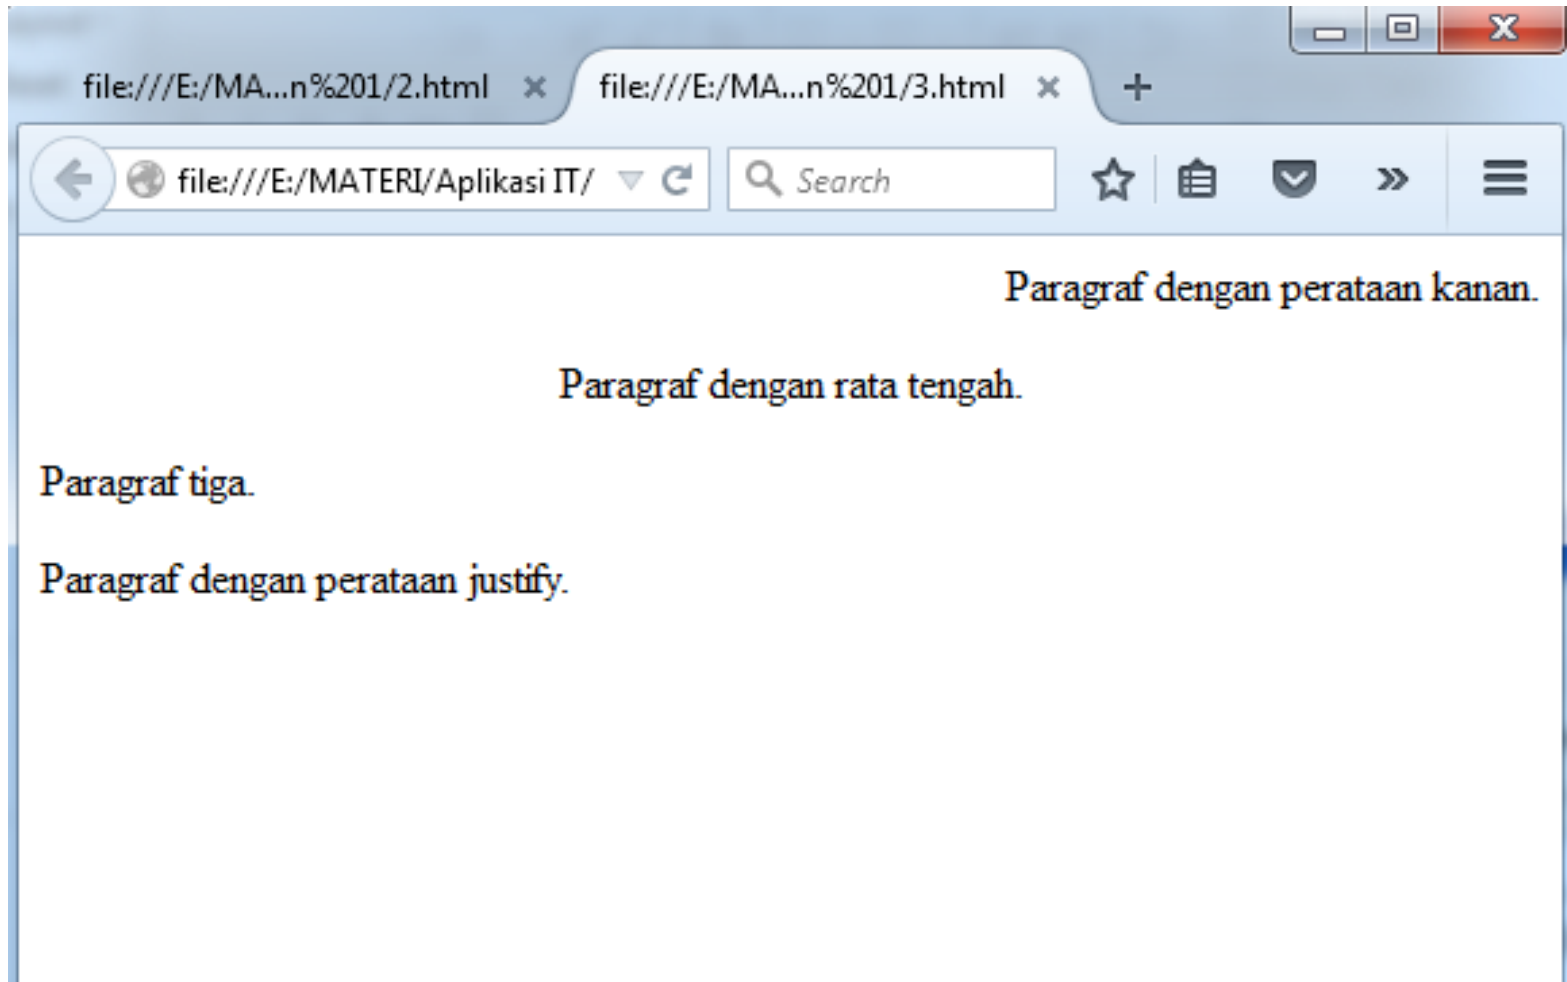 file:///E:/MA...n%201/2.html
file:///E:/MA...n%201/3.html
file:///E:/MATERI/Aplikasi IT/
Search
Paragraf dengan perataan kanan.
Paragraf dengan rata tengah.
Paragraf tiga.
Paragraf dengan perataan justify.